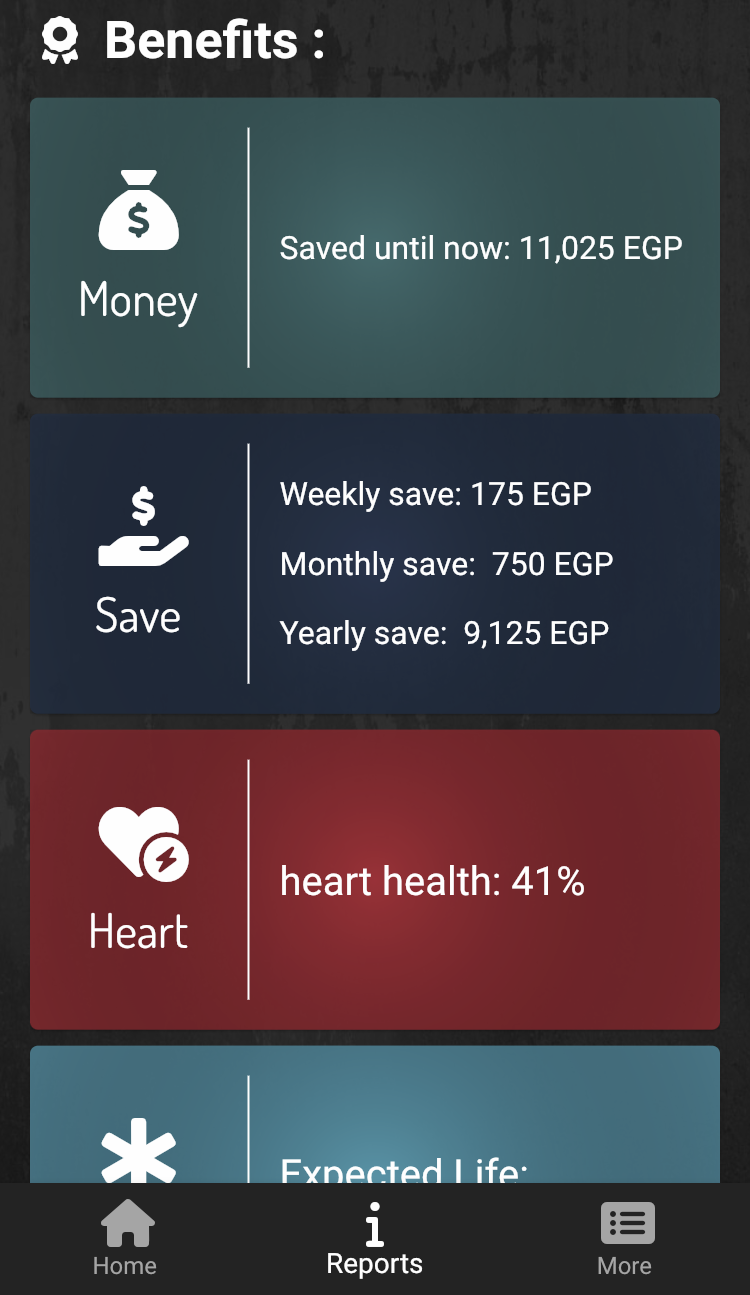 Benefits :
$
Money
Saved until now: 11,025 EGP
$
Save
Weekly save: 175 EGP
Monthly save:  750 EGP
Yearly save:  9,125 EGP
Heart
heart health: 41%
Expected Life:
Home
Reports
More